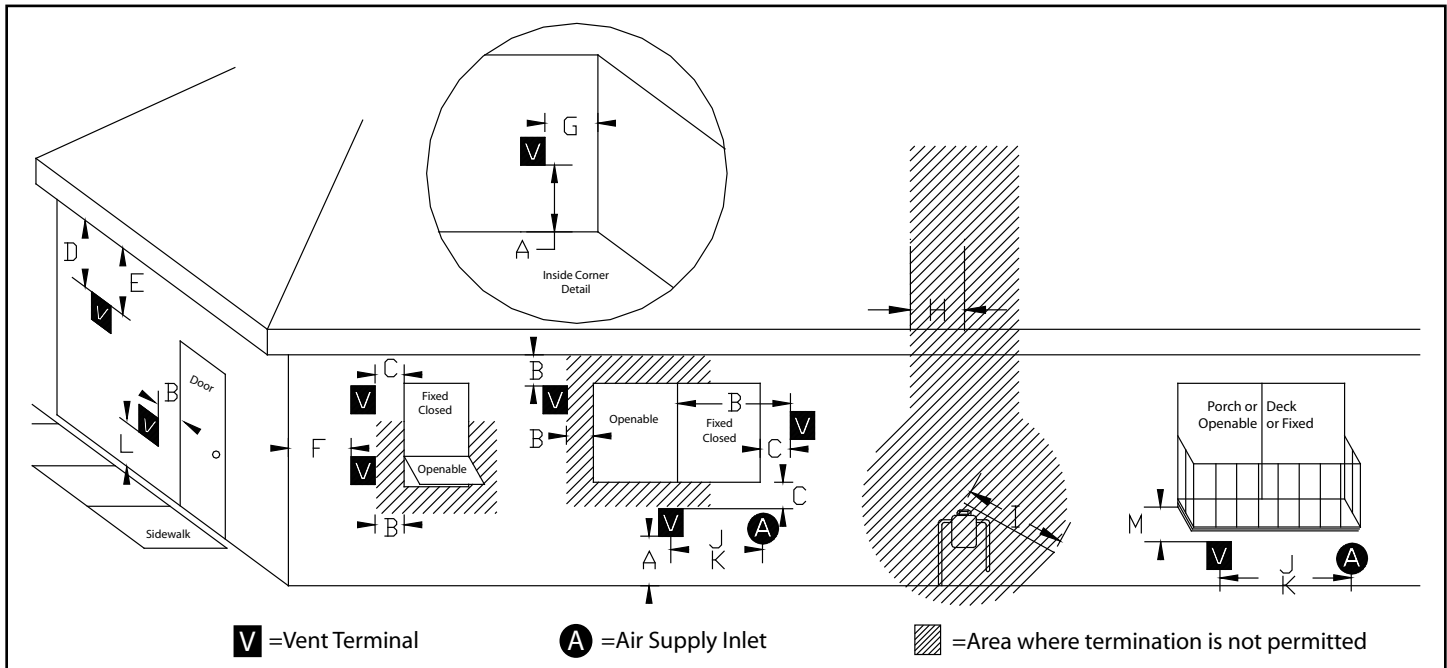 G
V
A
Inside Corner
Detail
D
E
V
H
C
V
Fixed
Closed
B
V
B
Openable
B
Fixed
Closed
V
C
Porch or
Openable
Deck
or Fixed
Door
B
V
L
F
V
Openable
B
C
V
A
J
K
A
I
M
V
J
K
A
Sidewalk
V =Vent Terminal
A =Air Supply Inlet
=Area where termination is not permitted